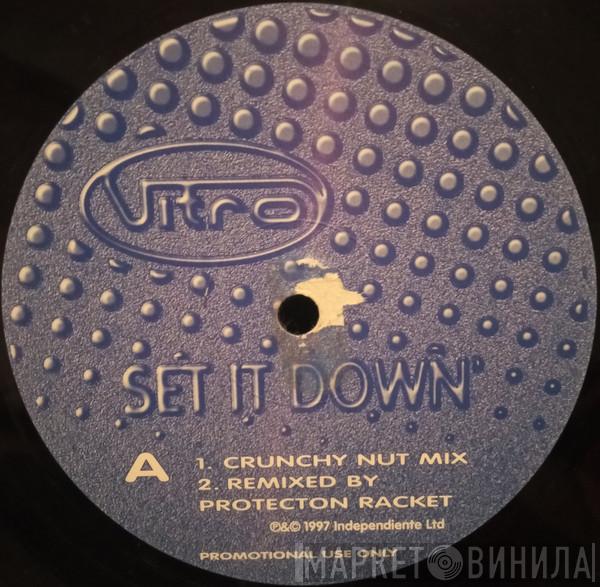 Vitro
SET IT DOWN
A
1. CRUNCHY NUT MIX
2. REMIXED BY
PROTECTON RACKET
℗&© 1997 Independiente Ltd
PROMOTIONAL USE ONLY
МАРКЕТ ВИНИЛА